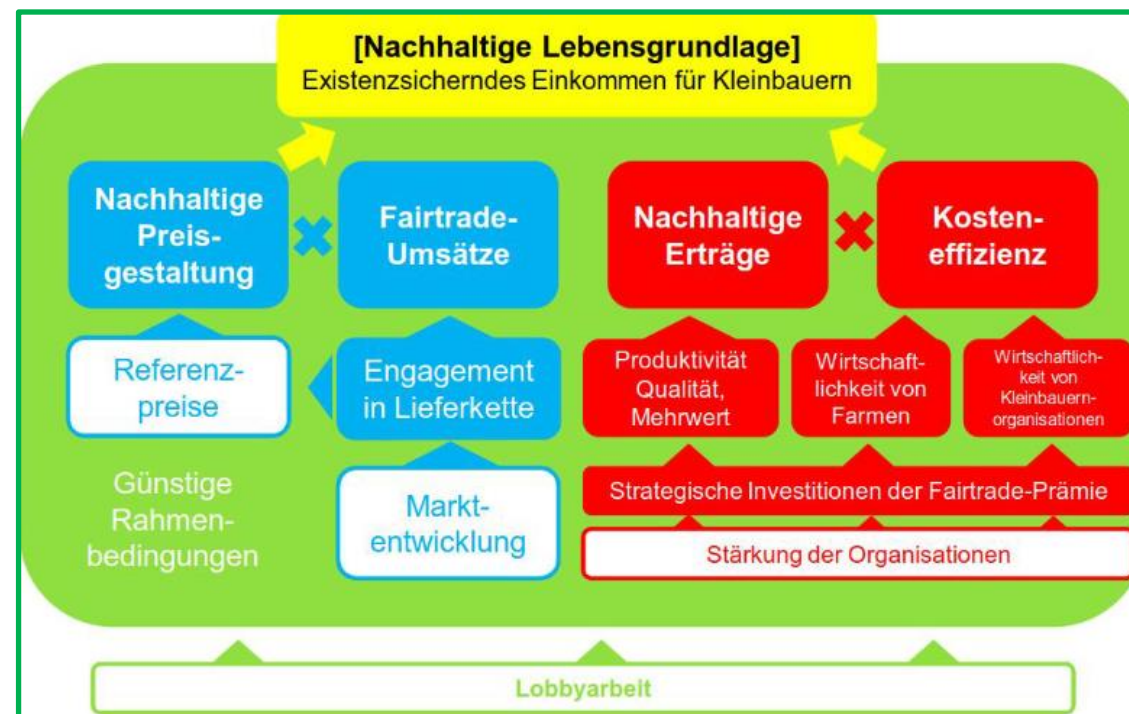 [Nachhaltige Lebensgrundlage]
Existenzsicherndes Einkommen für Kleinbauern
Nachhaltige
Preis-
gestaltung
Fairtrade-
Umsätze
Nachhaltige
Erträge
Kosten-
effizienz
Referenz-
preise
Engagement
in Lieferkette
Produktivität
Qualität,
Mehrwert
Wirtschaft-
lichkeit von
Farmen
Wirtschaftlich-
keit von
Kleinbauern-
organisationen
Günstige
Rahmen-
bedingungen
Markt-
entwicklung
Strategische Investitionen der Fairtrade-Prämie
Stärkung der Organisationen
Lobbyarbeit